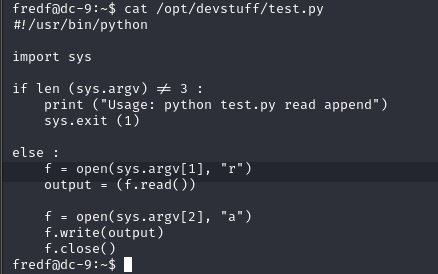 fredf@dc-9:~$ cat /opt/devstuff/test.py
#!/usr/bin/python

import sys

if len (sys.argv) != 3 :
    print ("Usage: python test.py read append")
    sys.exit (1)

else :
    f = open(sys.argv[1], "r")
    output = (f.read())

    f = open(sys.argv[2], "a")
    f.write(output)
    f.close()
fredf@dc-9:~$